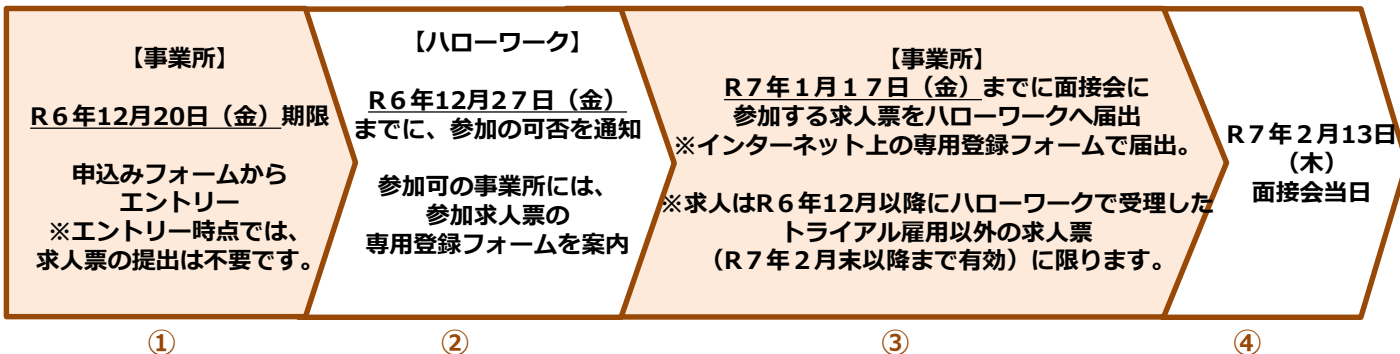 【事業所】
R６年12月20日（金）期限
申込みフォームから
エントリー
※エントリー時点では、
求人票の提出は不要です。
①
【ハローワーク】
R６年12月２７日（金）
までに、参加の可否を通知
参加可の事業所には、
参加求人票の
専用登録フォームを案内
②
【事業所】
R７年１月１７日（金）までに面接会に
参加する求人票をハローワークへ届出
※インターネット上の専用登録フォームで届出。
※求人はR６年12月以降にハローワークで受理した
トライアル雇用以外の求人票
（R７年２月末以降まで有効）に限ります。
③
R７年２月13日
（木）
面接会当日
④